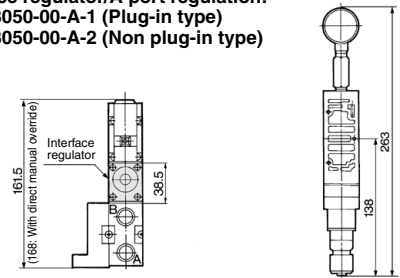 3050-00-A-1 (Plug-in type)
3050-00-A-2 (Non plug-in type)
161.5
(168: With direct manual override)
Interface
regulator
38.5
B
A
263
138